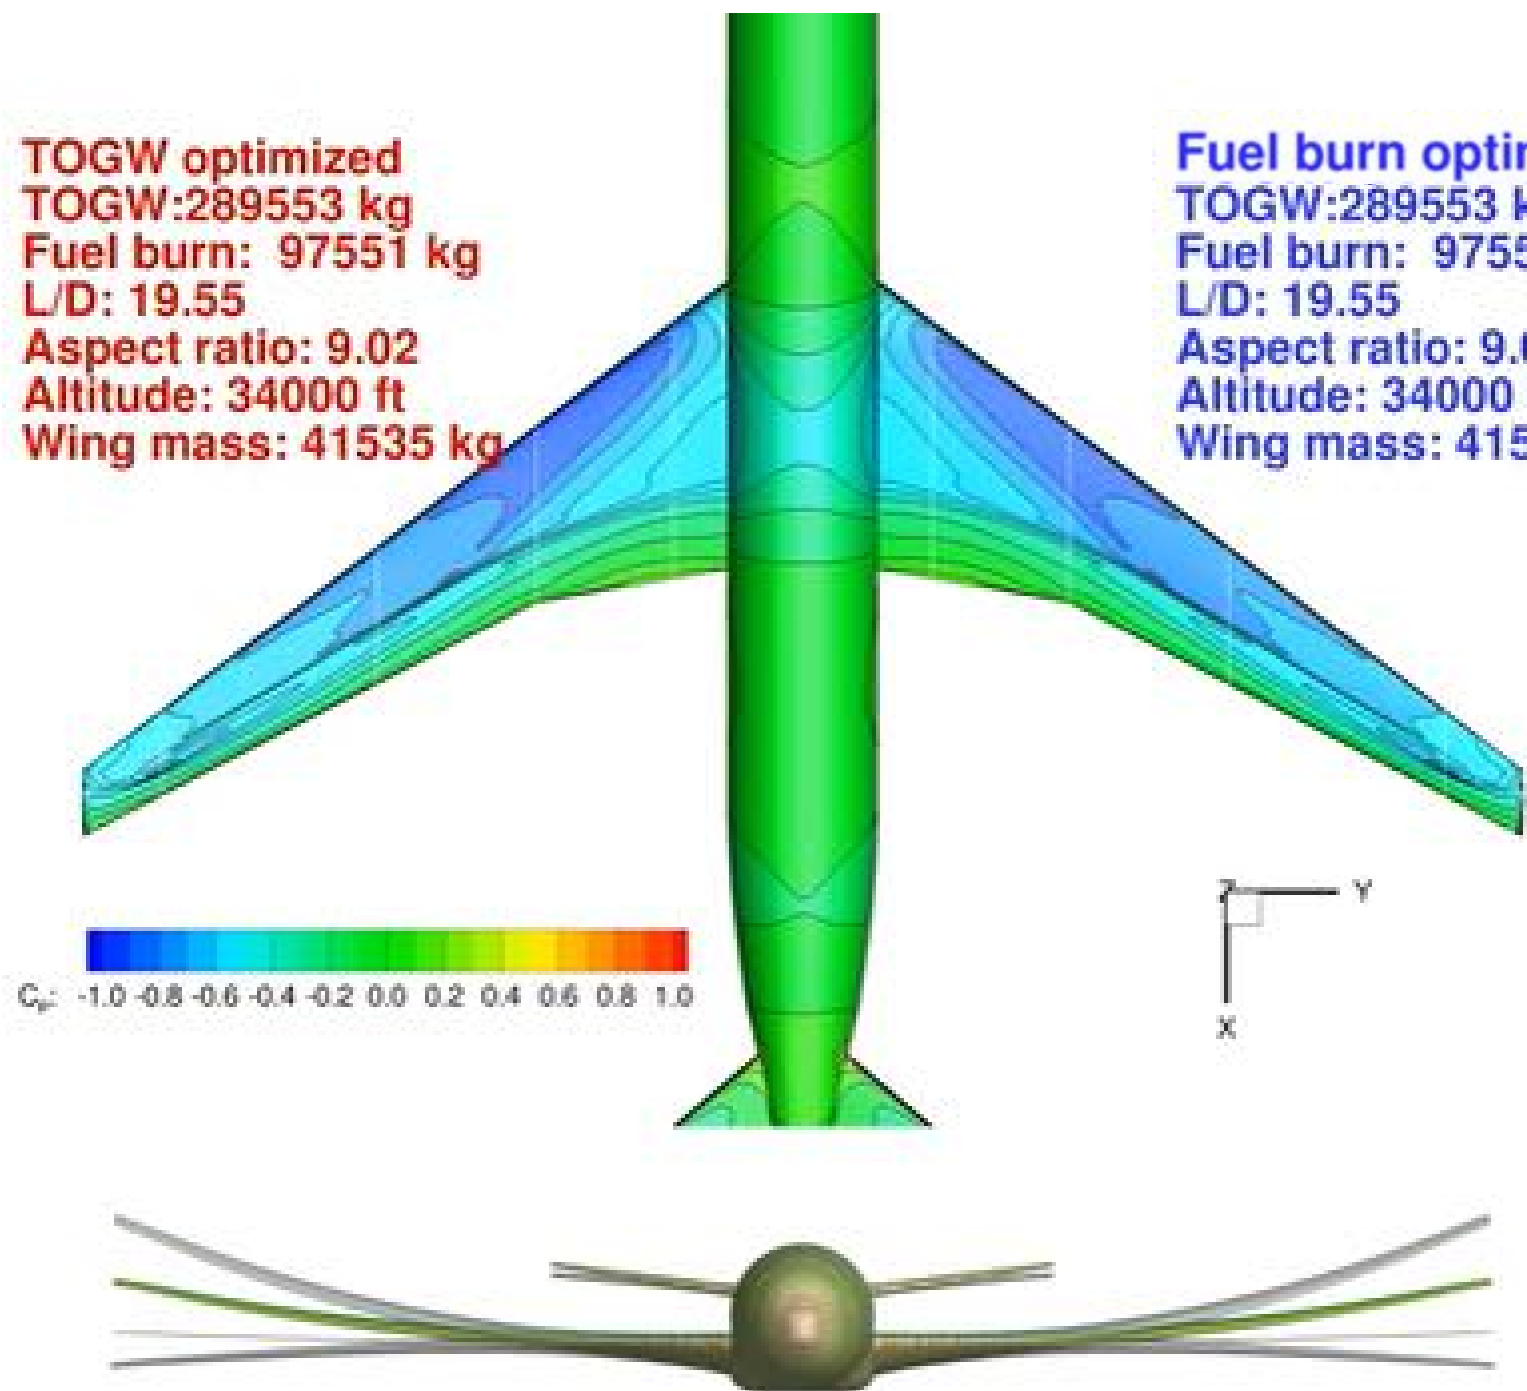 TOGW optimized
TOGW:289553 kg
Fuel burn: 97551 kg
L/D: 19.55
Aspect ratio: 9.02
Altitude: 34000 ft
Wing mass: 41535 kg
Fuel burn optim
TOGW:289553 k
Fuel burn: 9755
L/D: 19.55
Aspect ratio: 9.0
Altitude: 34000
Wing mass: 415
Z Y
X
Cp: -1.0 -0.8 -0.6 -0.4 -0.2 0.0 0.2 0.4 0.6 0.8 1.0